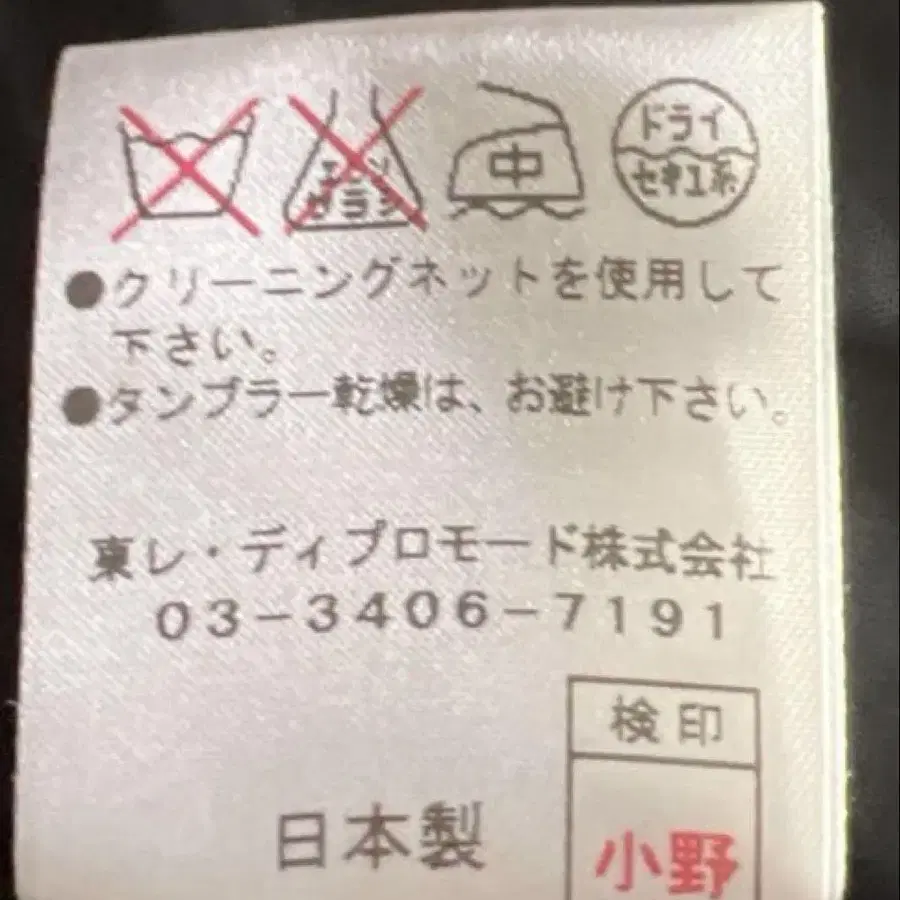 エンソ
サラシ
中
ドライ
セキユ系
●クリーニングネットを使用して
下さい。
●タンブラー乾燥は、お避け下さい。
東レ・ディプロモード株式会社
03-3406-7191
検印
日本製
小野